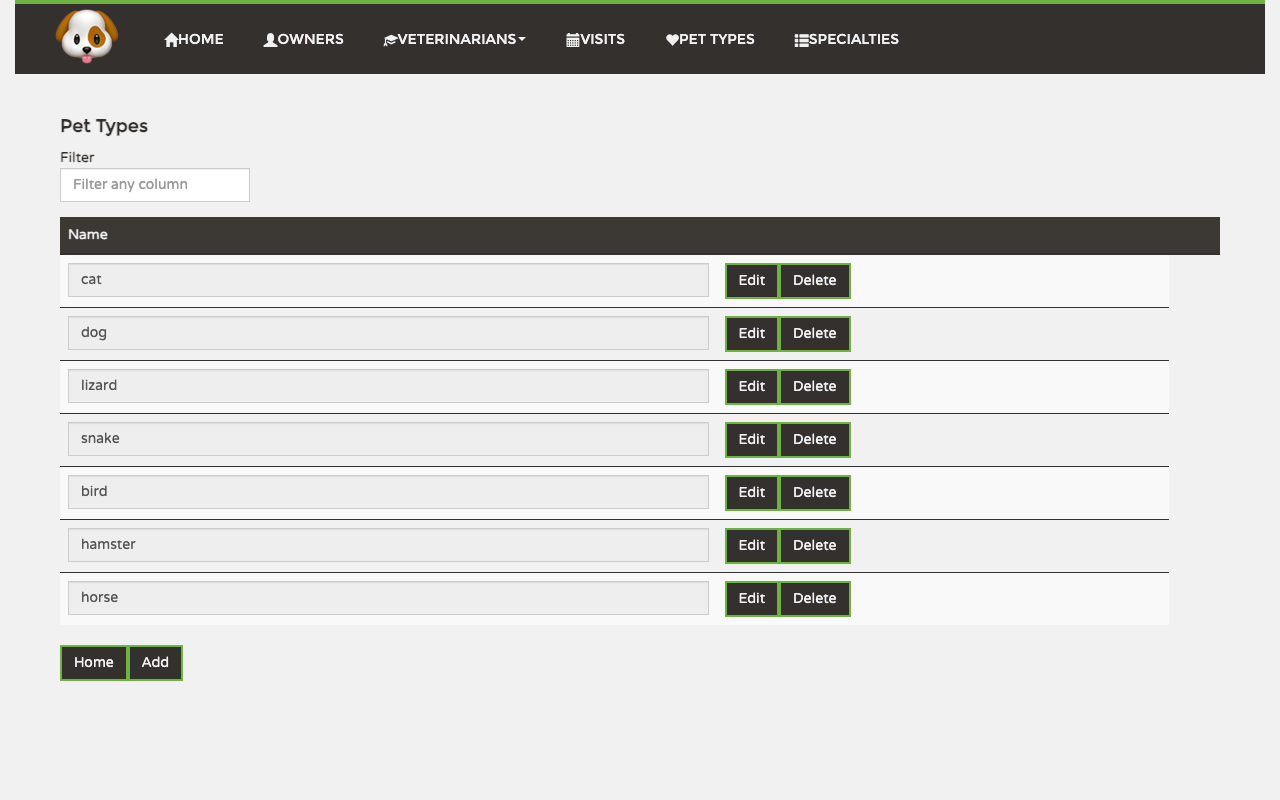 HOME OWNERS VETERINARIANS VISITS PET TYPES SPECIALTIES
Pet Types
Filter
Filter any column
Name
cat Edit Delete
dog Edit Delete
lizard Edit Delete
snake Edit Delete
bird Edit Delete
hamster Edit Delete
horse Edit Delete
Home Add